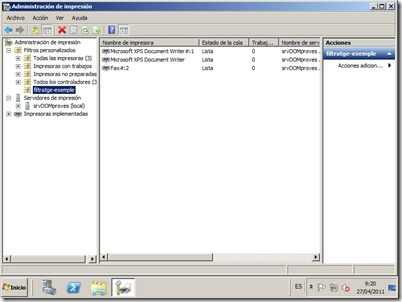 Administración de impresión
Archivo Acción Ver Ayuda
Administración de impresión
Filtros personalizados
Todas las impresoras (3)
Impresoras con trabajos
Impresoras no preparadas
Todos los controladores (3
filtratge-exemple
Servidores de impresión
srvDOMproves (local)
Impresoras implementadas
Nombre de impresora Estado de la cola Trabaj... Nombre de serv
Microsoft XPS Document Writer#:1 Lista 0 srvDOMproves .
Microsoft XPS Document Writer Lista 0 srvDOMproves .
Fax#:2 Lista 0 srvDOMproves .
Acciones
filtratge-exemple
Acciones adicion...
Inicio
ES
9:20
27/04/2011